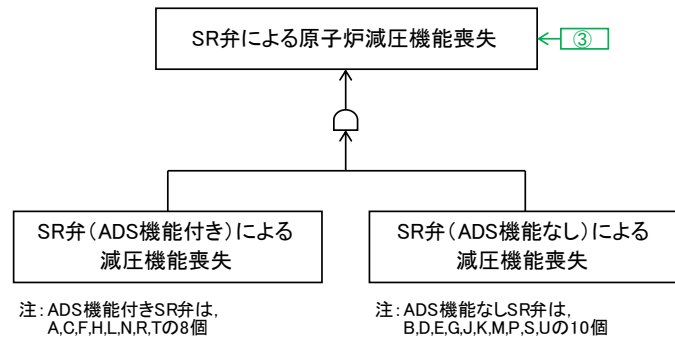 SR弁による原子炉減圧機能喪失
③
SR弁(ADS機能付き)による
減圧機能喪失
SR弁(ADS機能なし)による
減圧機能喪失
注:ADS機能付きSR弁は,
A,C,F,H,L,N,R,Tの8個
注:ADS機能なしSR弁は,
B,D,E,G,J,K,M,P,S,Uの10個